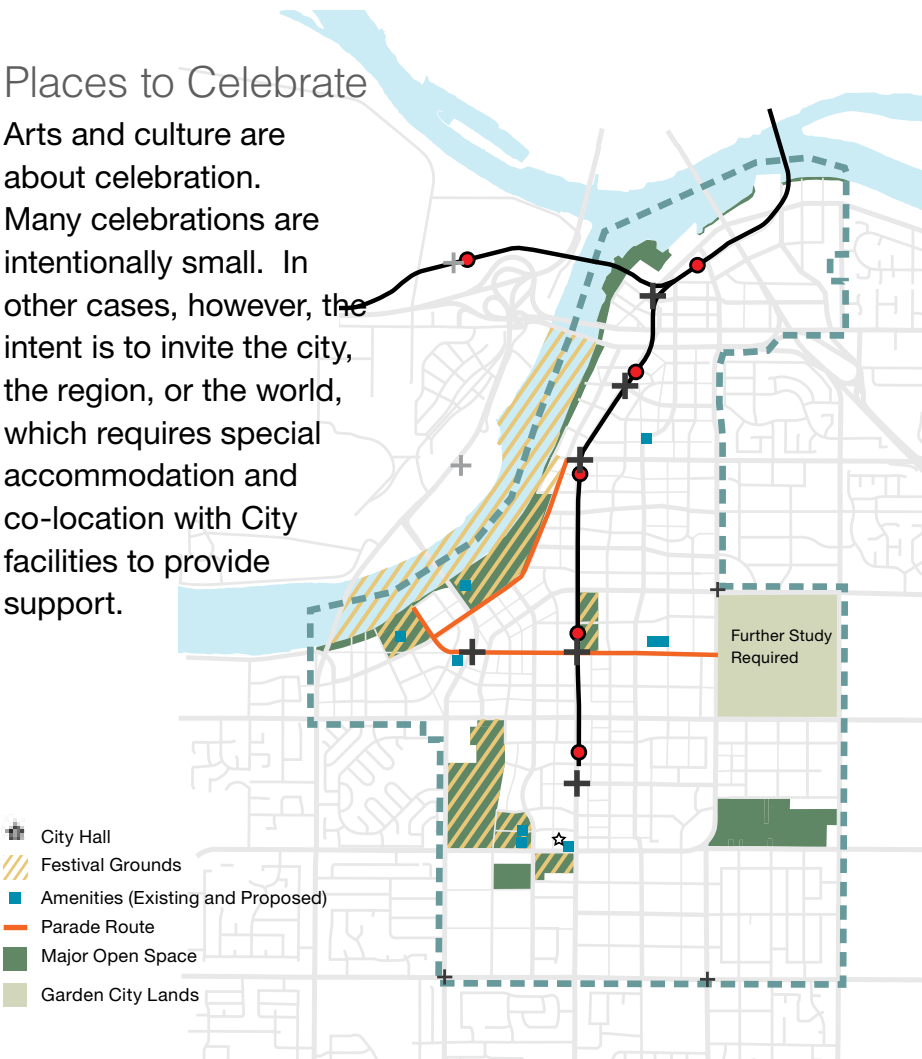 Places to Celebrate
Arts and culture are
about celebration.
Many celebrations are
intentionally small.  In
other cases, however, the
intent is to invite the city,
the region, or the world,
which requires special
accommodation and
co-location with City
facilities to provide
support.
Further Study
Required
City Hall
Festival Grounds
Amenities (Existing and Proposed)
Parade Route
Major Open Space
Garden City Lands